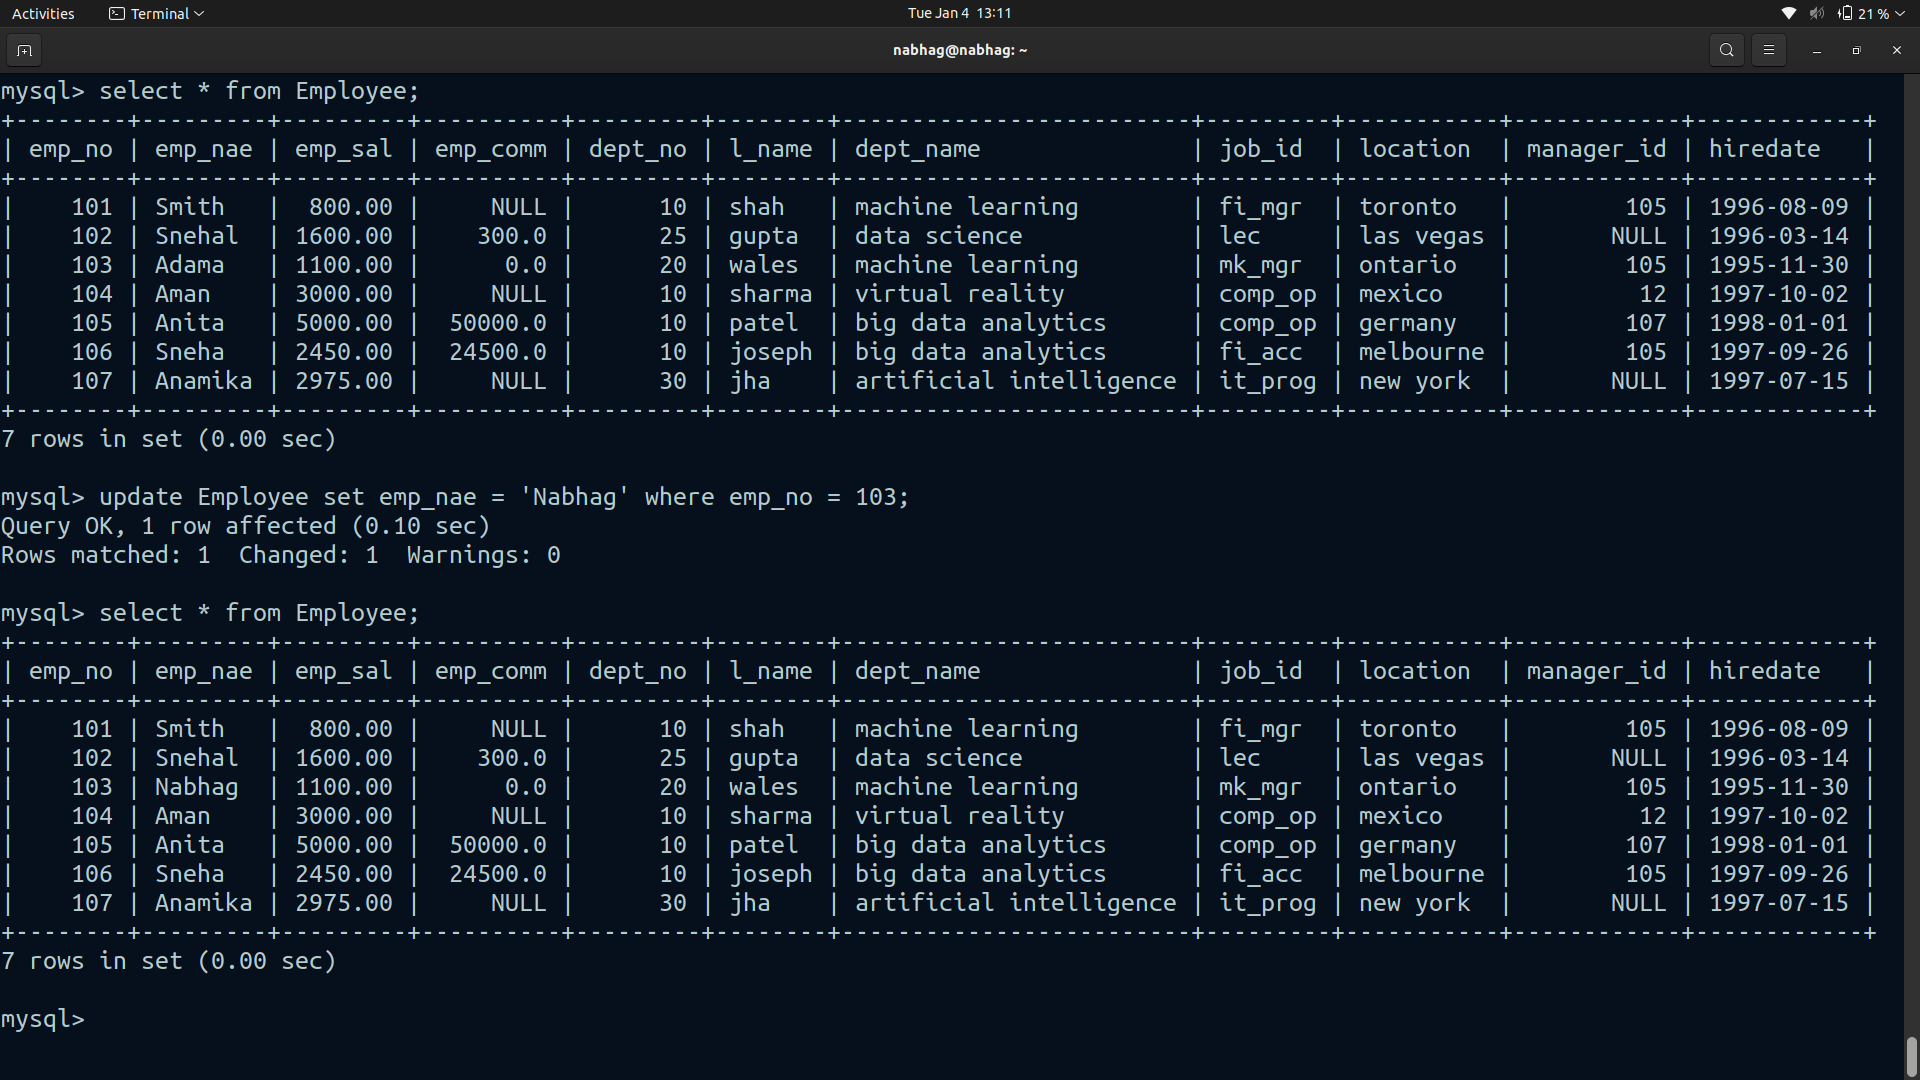 Activities Terminal Tue Jan 4 13:11 21 %
nabhag@nabhag: ~
mysql> select * from Employee;
+--------+---------+---------+----------+---------+--------+-------------------------+---------+-----------+------------+------------+
| emp_no | emp_nae | emp_sal | emp_comm | dept_no | l_name | dept_name               | job_id  | location  | manager_id | hiredate   |
+--------+---------+---------+----------+---------+--------+-------------------------+---------+-----------+------------+------------+
|    101 | Smith   |  800.00 |     NULL |      10 | shah   | machine learning        | fi_mgr  | toronto   |        105 | 1996-08-09 |
|    102 | Snehal  | 1600.00 |    300.0 |      25 | gupta  | data science            | lec     | las vegas |       NULL | 1996-03-14 |
|    103 | Adama   | 1100.00 |      0.0 |      20 | wales  | machine learning        | mk_mgr  | ontario   |        105 | 1995-11-30 |
|    104 | Aman    | 3000.00 |     NULL |      10 | sharma | virtual reality         | comp_op | mexico    |         12 | 1997-10-02 |
|    105 | Anita   | 5000.00 |  50000.0 |      10 | patel  | big data analytics      | comp_op | germany   |        107 | 1998-01-01 |
|    106 | Sneha   | 2450.00 |  24500.0 |      10 | joseph | big data analytics      | fi_acc  | melbourne |        105 | 1997-09-26 |
|    107 | Anamika | 2975.00 |     NULL |      30 | jha    | artificial intelligence | it_prog | new york  |       NULL | 1997-07-15 |
+--------+---------+---------+----------+---------+--------+-------------------------+---------+-----------+------------+------------+
7 rows in set (0.00 sec)
mysql> update Employee set emp_nae = 'Nabhag' where emp_no = 103;
Query OK, 1 row affected (0.10 sec)
Rows matched: 1  Changed: 1  Warnings: 0
mysql> select * from Employee;
+--------+---------+---------+----------+---------+--------+-------------------------+---------+-----------+------------+------------+
| emp_no | emp_nae | emp_sal | emp_comm | dept_no | l_name | dept_name               | job_id  | location  | manager_id | hiredate   |
+--------+---------+---------+----------+---------+--------+-------------------------+---------+-----------+------------+------------+
|    101 | Smith   |  800.00 |     NULL |      10 | shah   | machine learning        | fi_mgr  | toronto   |        105 | 1996-08-09 |
|    102 | Snehal  | 1600.00 |    300.0 |      25 | gupta  | data science            | lec     | las vegas |       NULL | 1996-03-14 |
|    103 | Nabhag  | 1100.00 |      0.0 |      20 | wales  | machine learning        | mk_mgr  | ontario   |        105 | 1995-11-30 |
|    104 | Aman    | 3000.00 |     NULL |      10 | sharma | virtual reality         | comp_op | mexico    |         12 | 1997-10-02 |
|    105 | Anita   | 5000.00 |  50000.0 |      10 | patel  | big data analytics      | comp_op | germany   |        107 | 1998-01-01 |
|    106 | Sneha   | 2450.00 |  24500.0 |      10 | joseph | big data analytics      | fi_acc  | melbourne |        105 | 1997-09-26 |
|    107 | Anamika | 2975.00 |     NULL |      30 | jha    | artificial intelligence | it_prog | new york  |       NULL | 1997-07-15 |
+--------+---------+---------+----------+---------+--------+-------------------------+---------+-----------+------------+------------+
7 rows in set (0.00 sec)
mysql>